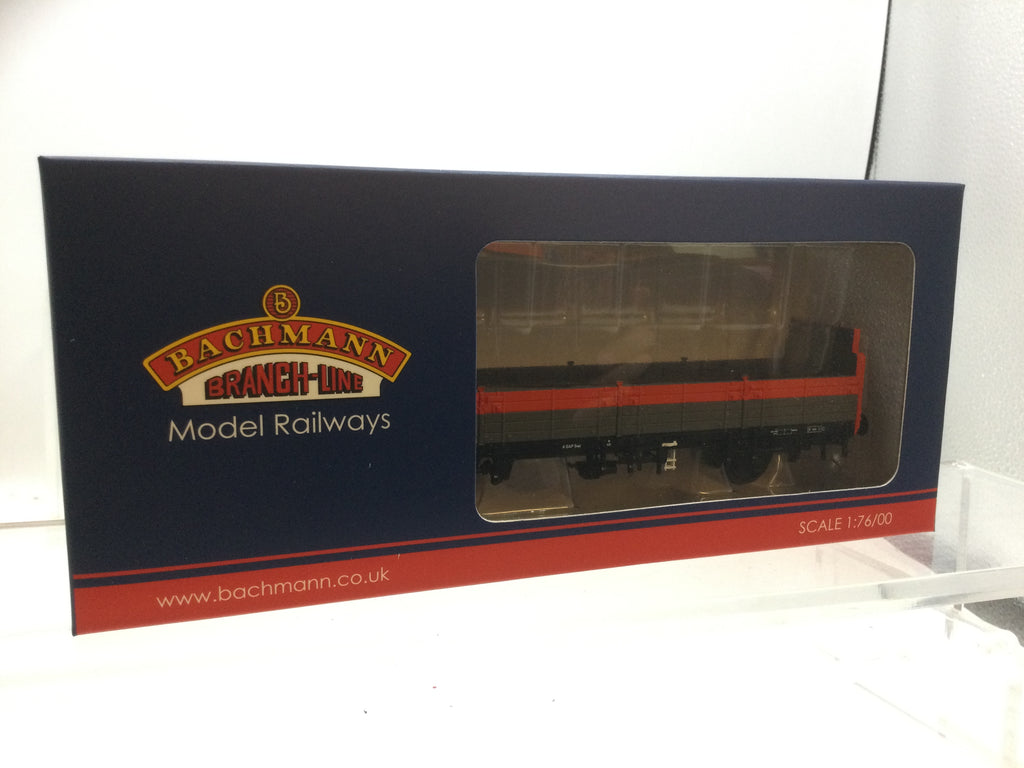 B
BACHMANN
BRANCH-LINE
Model Railways
SCALE 1:76/00
www.bachmann.co.uk